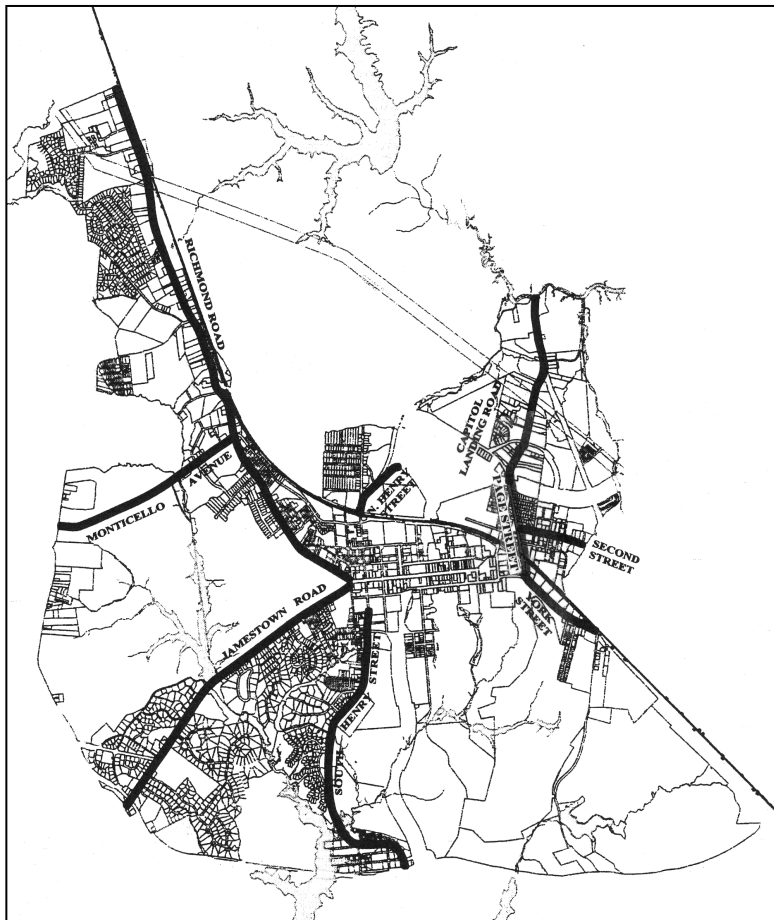 RICHMOND ROAD
CAPITOL
LANDING ROAD
MONTICELLO AVENUE
N. HENRY
STREET
PAGE STREET
SECOND
STREET
YORK
STREET
JAMESTOWN ROAD
SOUTH HENRY STREET